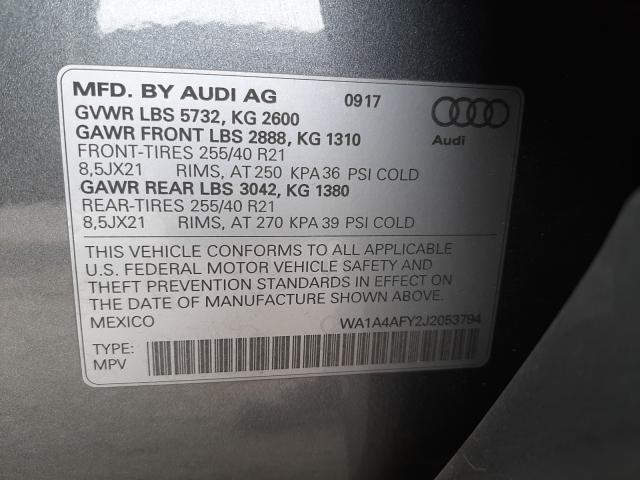 MFD. BY AUDI AG 0917
GVWR LBS 5732, KG 2600
GAWR FRONT LBS 2888, KG 1310
FRONT-TIRES 255/40 R21
8,5JX21 RIMS, AT 250 KPA 36 PSI COLD
GAWR REAR LBS 3042, KG 1380
REAR-TIRES 255/40 R21
8,5JX21 RIMS, AT 270 KPA 39 PSI COLD
Audi
THIS VEHICLE CONFORMS TO ALL APPLICABLE
U.S. FEDERAL MOTOR VEHICLE SAFETY AND
THEFT PREVENTION STANDARDS IN EFFECT ON
THE DATE OF MANUFACTURE SHOWN ABOVE.
MEXICO WA1A4AFY2J2053794
TYPE:
MPV